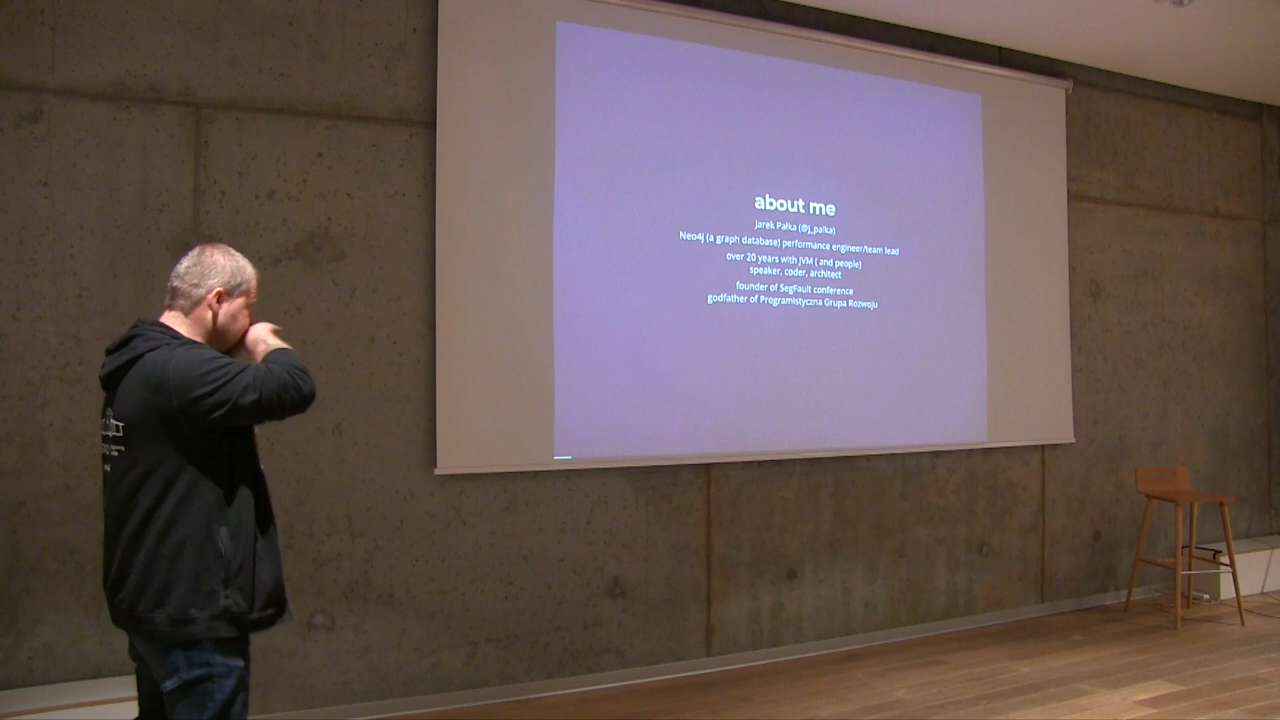 about me
Jarek Pałka (@j_palka)
Neo4j (a graph database) performance engineer/team lead
over 20 years with JVM ( and people)
speaker, coder, architect
founder of SegFault conference
godfather of Programistyczna Grupa Rozwoju